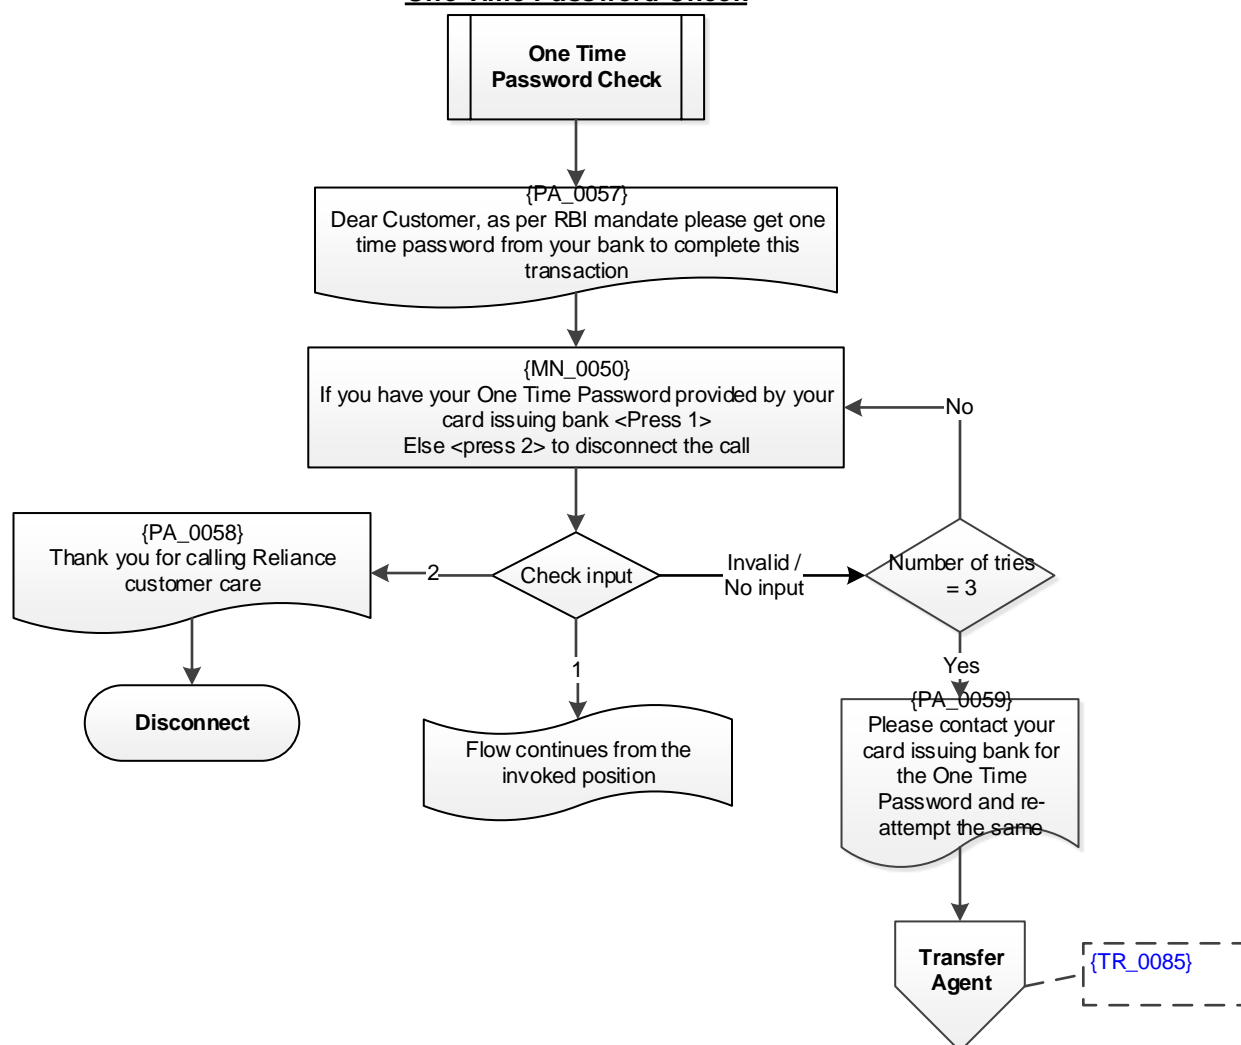 One Time Password Check
One Time
Password Check
{PA_0057}
Dear Customer, as per RBI mandate please get one
time password from your bank to complete this
transaction
{MN_0050}
If you have your One Time Password provided by your
card issuing bank <Press 1>
Else <press 2> to disconnect the call
No
{PA_0058}
Thank you for calling Reliance
customer care
2
Check input
Invalid /
No input
Number of tries
= 3
1
Yes
Disconnect
Flow continues from the
invoked position
{PA_0059}
Please contact your
card issuing bank for
the One Time
Password and re-
attempt the same
Transfer
Agent
{TR_0085}